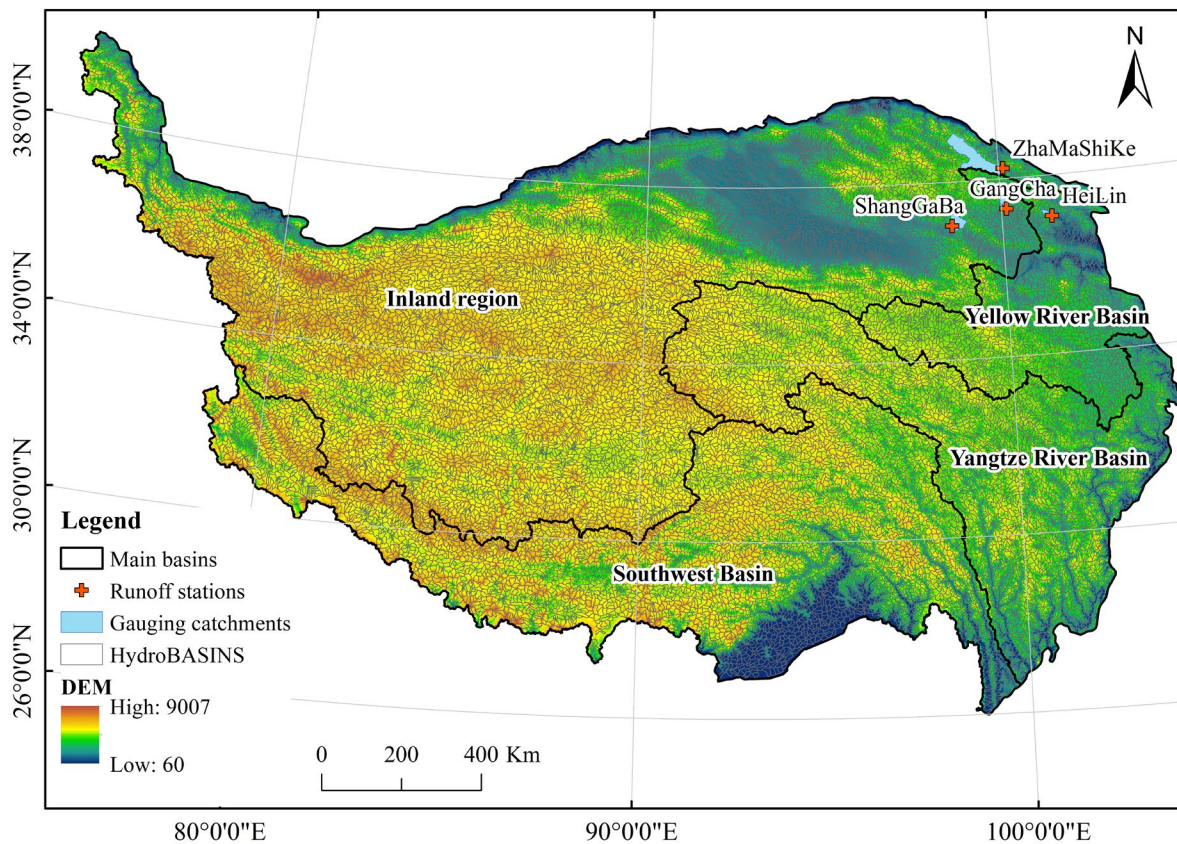 N
38°0'0"N
34°0'0"N
30°0'0"N
26°0'0"N
ZhaMaShiKe
GangCha
HeiLin
ShangGaBa
Inland region
Yellow River Basin
Yangtze River Basin
Southwest Basin
Legend
Main basins
Runoff stations
Gauging catchments
HydroBASINS
DEM
High: 9007
Low: 60
0 200 400 Km
80°0'0"E 90°0'0"E 100°0'0"E